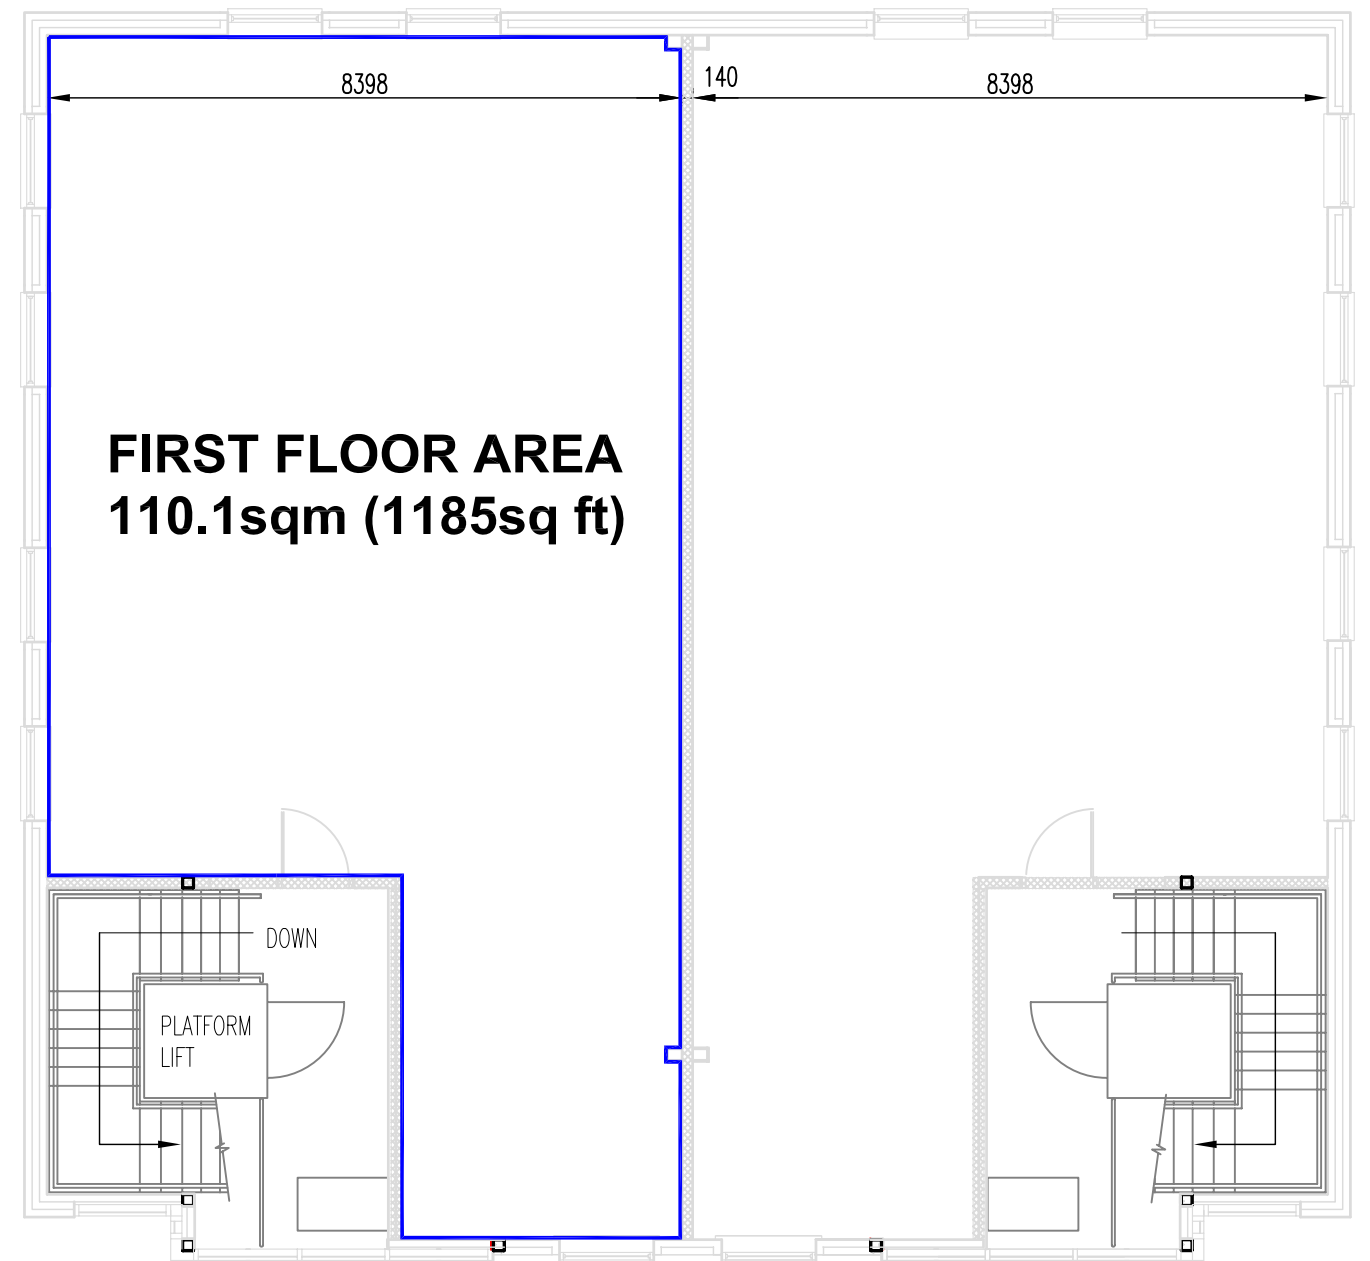 8398
140
8398
FIRST FLOOR AREA
110.1sqm (1185sq ft)
DOWN
PLATFORM
LIFT